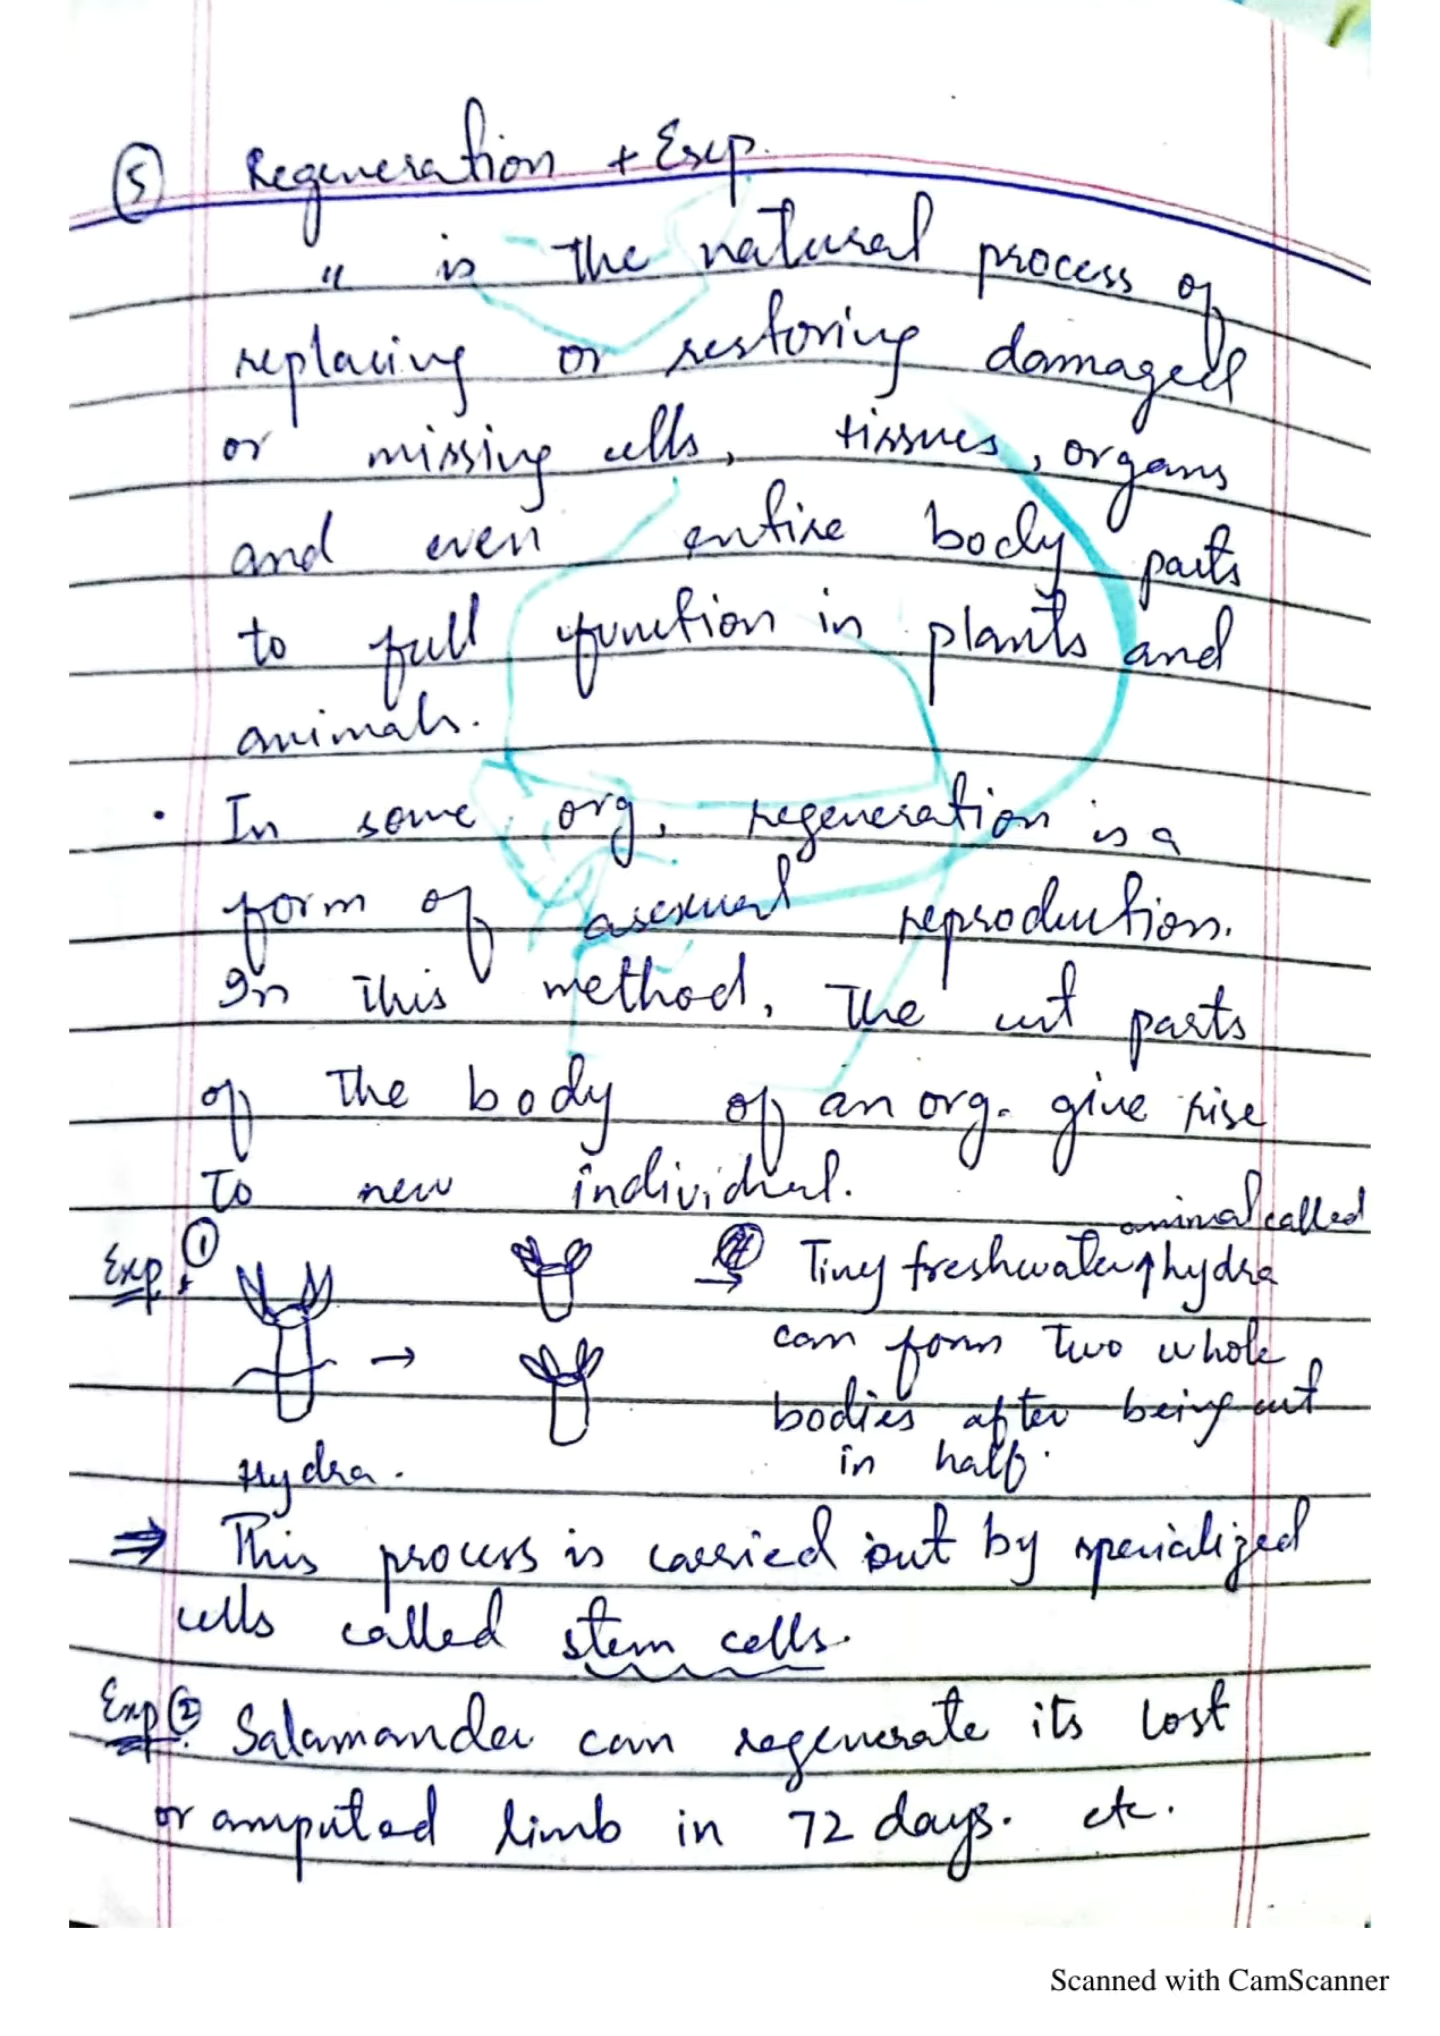 ⑤ Regeneration + Exp.
" is the natural process of
replacing or restoring damaged
or missing cells, tissues, organs
and even entire body parts
to full function in plants and
animals.
· In some org, regeneration is a
form of asexual reproduction.
In this method, the cut parts
of the body of an org. give rise
to new individual.
Exp: ① → → Tiny freshwater animal called hydra
can form two whole
bodies after being cut
in half.
Hydra.
⇒ This process is carried out by specialized
cells called stem cells.
Exp ②: Salamander can regenerate its lost
or amputed limb in 72 days. etc.
Scanned with CamScanner